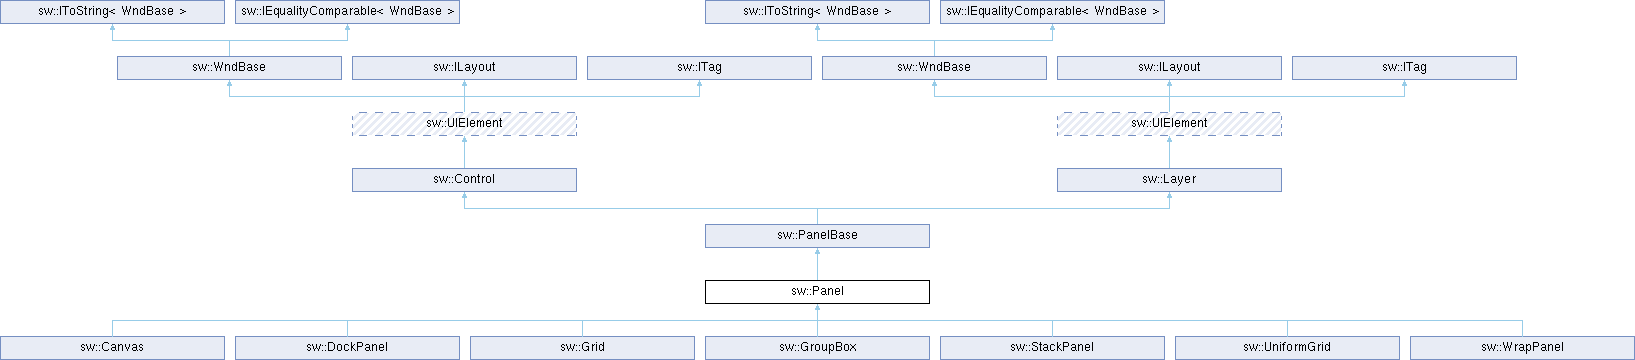 sw::IToString< WndBase >
sw::IEqualityComparable< WndBase >
sw::IToString< WndBase >
sw::IEqualityComparable< WndBase >
sw::WndBase
sw::ILayout
sw::ITag
sw::WndBase
sw::ILayout
sw::ITag
sw::UIElement
sw::UIElement
sw::Control
sw::Layer
sw::PanelBase
sw::Panel
sw::Canvas
sw::DockPanel
sw::Grid
sw::GroupBox
sw::StackPanel
sw::UniformGrid
sw::WrapPanel